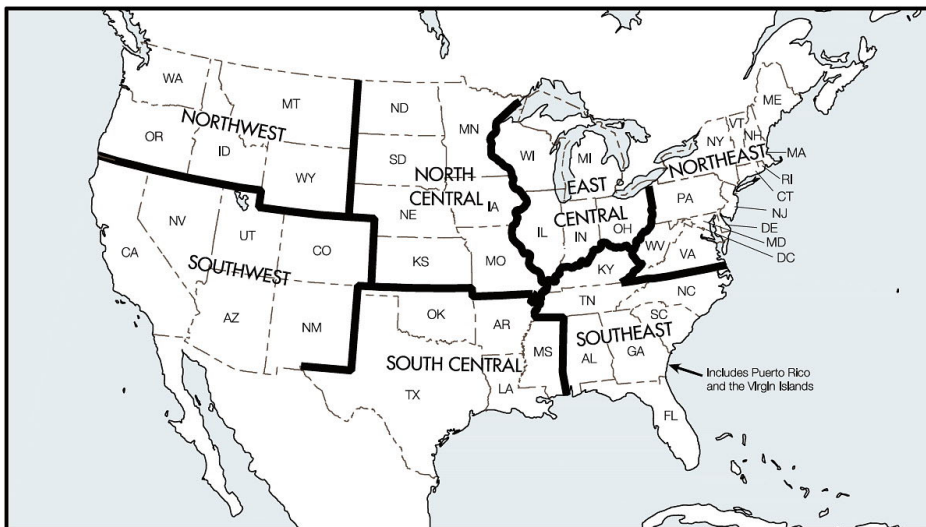 WA
MT
ND
MN
ME
VT
NH
NY
OR
NORTHWEST
ID
SD
WI
MI
NORTHEAST
MA
RI
CT
WY
NORTH
CENTRAL
EAST
CENTRAL
IA
NE
PA
NJ
NV
UT
CO
IL
IN
OH
WV
VA
DE
MD
DC
CA
SOUTHWEST
KS
MO
KY
AZ
NM
OK
AR
TN
NC
SC
SOUTHEAST
SOUTH CENTRAL
MS
AL
GA
TX
LA
FL
Includes Puerto Rico
and the Virgin Islands